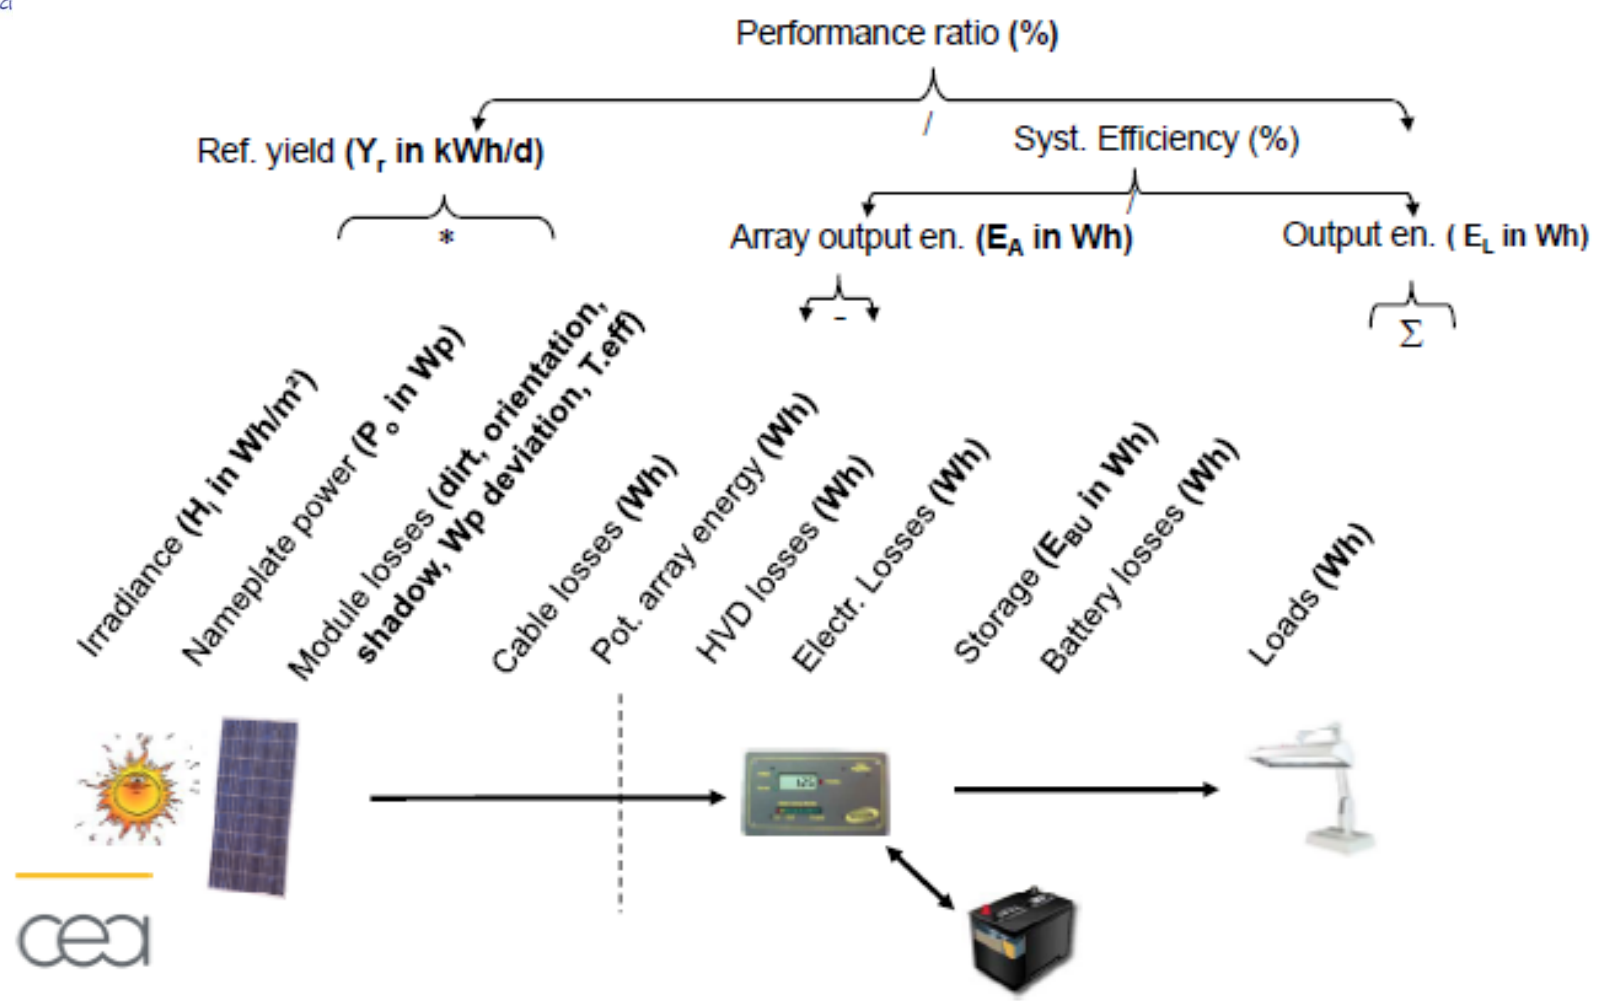 Performance ratio (%)
/
Syst. Efficiency (%)
Ref. yield (Yr in kWh/d)
/
*
Array output en. (EA in Wh)
Output en. ( EL in Wh)
-
Σ
Irradiance (Hi in Wh/m²)
Nameplate power (Po in Wp)
Module losses (dirt, orientation,
shadow, Wp deviation, T.eff)
Cable losses (Wh)
Pot. array energy (Wh)
HVD losses (Wh)
Electr. Losses (Wh)
Storage (EBU in Wh)
Battery losses (Wh)
Loads (Wh)
cea